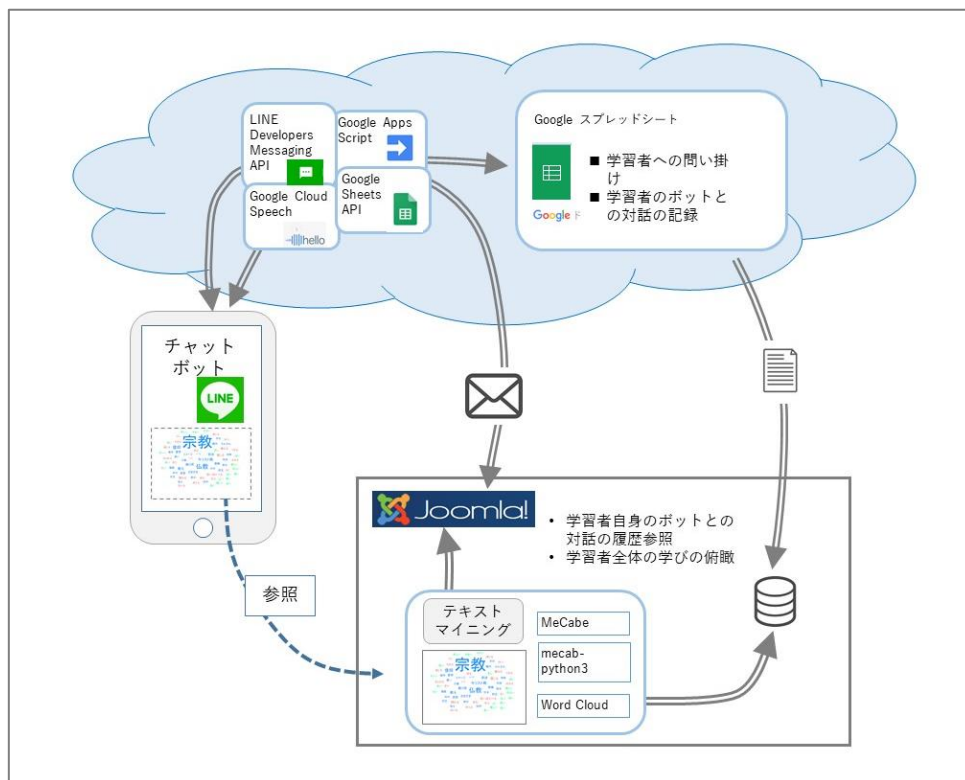 LINE
Developers
Messaging
API
Google Apps
Script
Google Cloud
Speech
hello
Google
Sheets
API
Google スプレッドシート
■ 学習者への問い掛
け
■ 学習者のボットと
の対話の記録
Google ド
チャット
ボット
LINE
宗教
仏教
参照
Joomla!
• 学習者自身のボットとの
対話の履歴参照
• 学習者全体の学びの俯瞰
テキスト
マイニング
宗教
仏教
MeCabe
mecab-
python3
Word Cloud